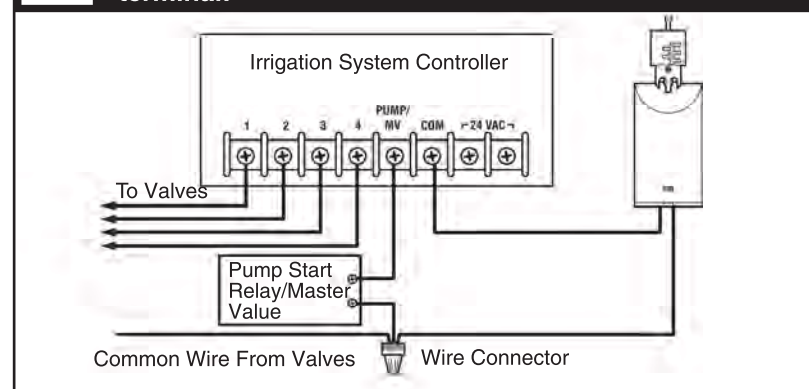 Irrigation System Controller
PUMP/
1 2 3 4 MV COM 24 VAC
To Valves
Pump Start
Relay/Master
Value
Common Wire From Valves Wire Connector